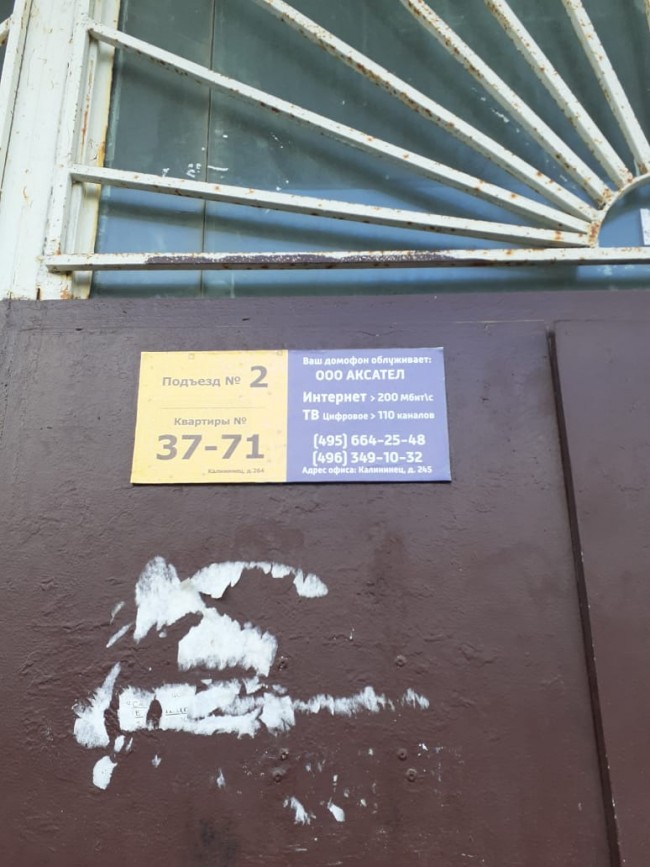 Подъезд № 2
Квартиры №
37-71
Калининец, д.264
Ваш домофон облуживает:
ООО АКСАТЕЛ
Интернет > 200 Мбит\с
ТВ Цифровое > 110 каналов
(495) 664-25-48
(496) 349-10-32
Адрес офиса: Калининец, д. 245